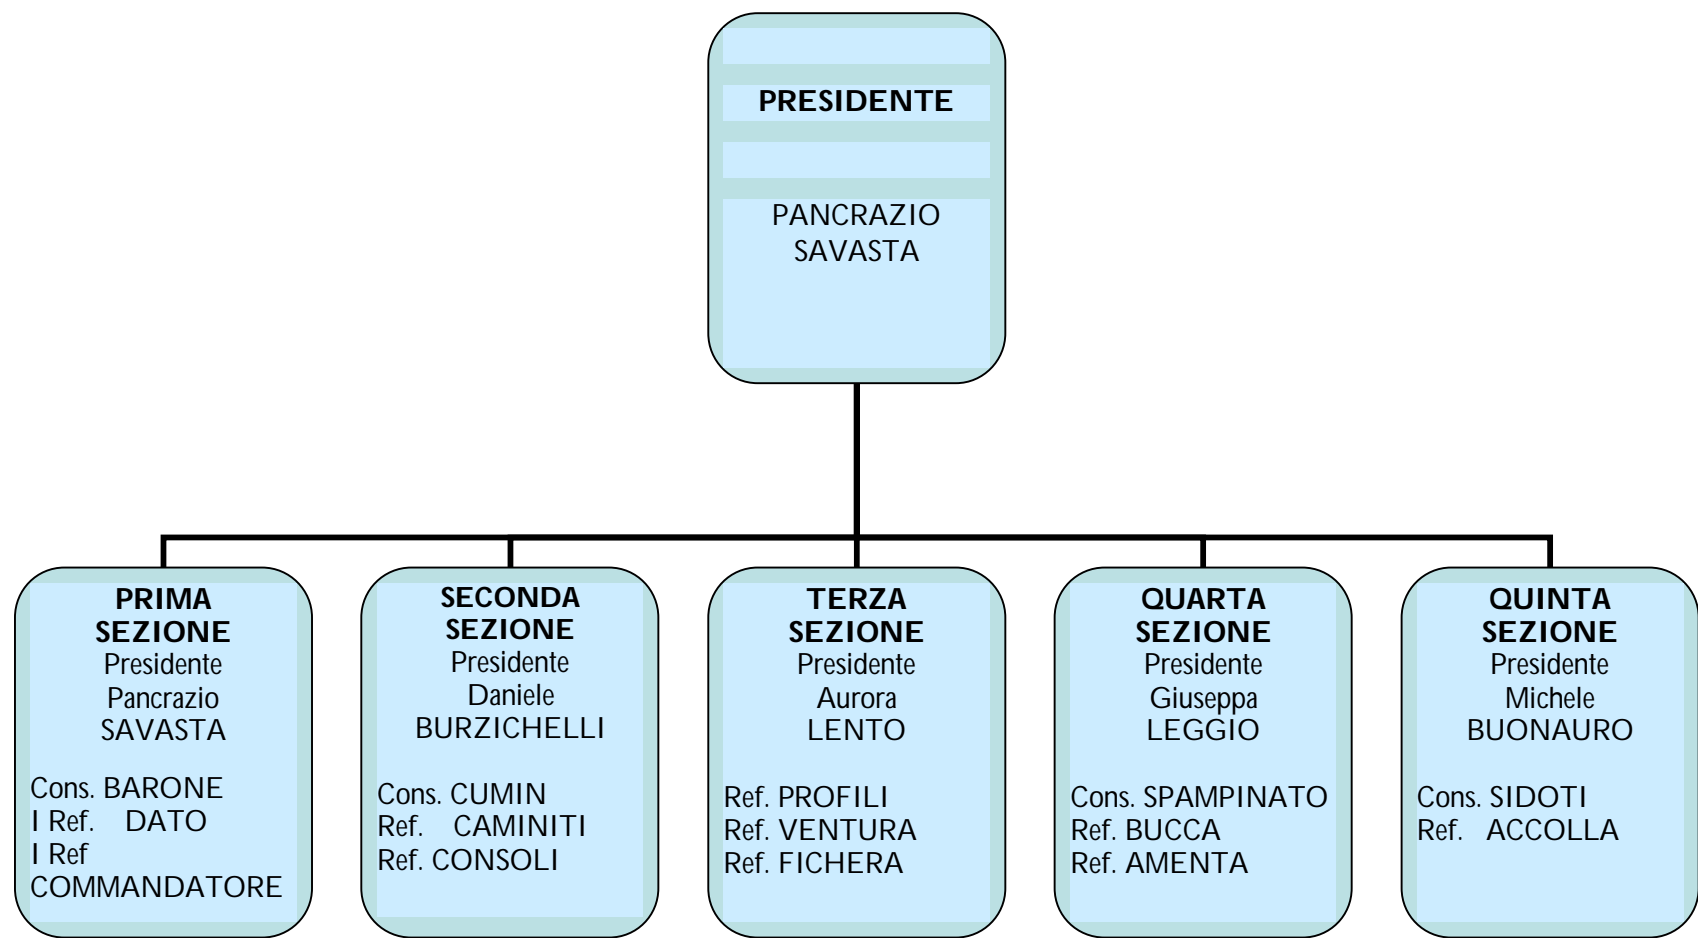 PRESIDENTE
PANCRAZIO
SAVASTA
PRIMA
SEZIONE
Presidente
Pancrazio
SAVASTA
Cons. BARONE
I Ref. DATO
I Ref
COMMANDATORE
SECONDA
SEZIONE
Presidente
Daniele
BURZICHELLI
Cons. CUMIN
Ref. CAMINITI
Ref. CONSOLI
TERZA
SEZIONE
Presidente
Aurora
LENTO
Ref. PROFILI
Ref. VENTURA
Ref. FICHERA
QUARTA
SEZIONE
Presidente
Giuseppa
LEGGIO
Cons. SPAMPINATO
Ref. BUCCA
Ref. AMENTA
QUINTA
SEZIONE
Presidente
Michele
BUONAURO
Cons. SIDOTI
Ref. ACCOLLA